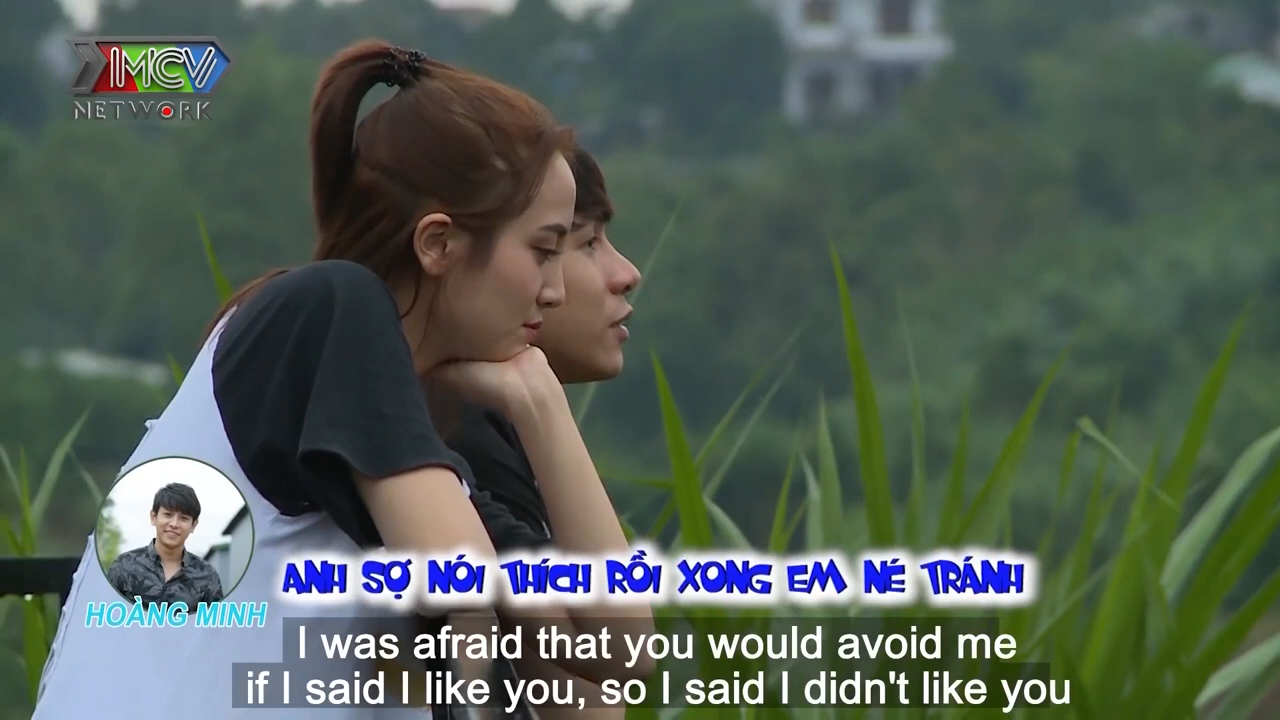 MCV
NETWORK
ANH SỢ NÓI THÍCH RỒI XONG EM NÉ TRÁNH
HOÀNG MINH
I was afraid that you would avoid me
if I said I like you, so I said I didn't like you